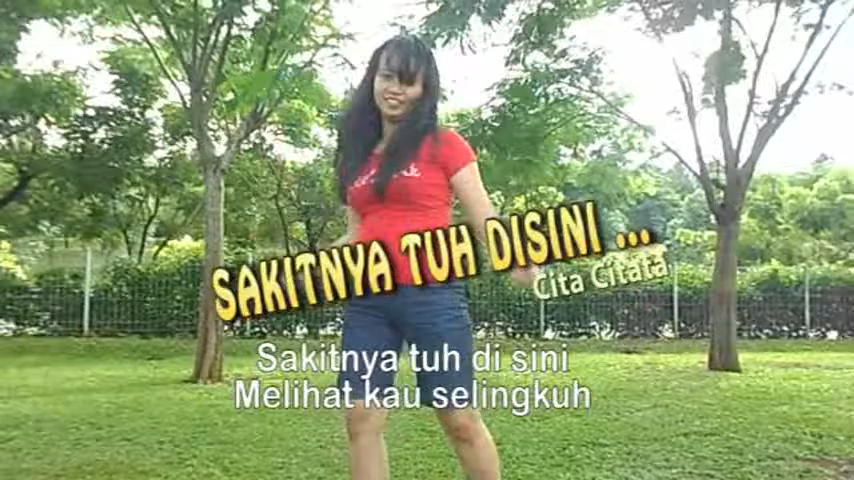 SAKITNYA TUH DISINI ...
Cita Citata
Sakitnya tuh di sini
Melihat kau selingkuh